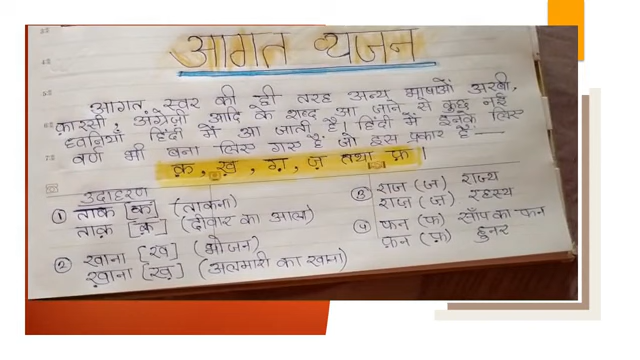 आगत व्यंजन
आगत स्वर की ही तरह अन्य भाषाओं अरबी,
फ़ारसी, अंग्रेज़ी आदि के शब्द आ जाने से कुछ नई
ध्वनियाँ हिंदी में आ जाती हैं। हिंदी में इनके लिए
वर्ण भी बना लिए गए हैं जो इस प्रकार हैं —
क़, ख़, ग़, ज़ तथा फ़।
उदाहरण
① ताक [क] (ताकना)
ताक़ [क़] (दीवार का आला)
② खाना [ख] (भोजन)
ख़ाना [ख़] (अलमारी का खाना)
③ राज (ज) राज्य
राज़ (ज़) रहस्य
④ फन (फ) साँप का फन
फ़न (फ़) हुनर